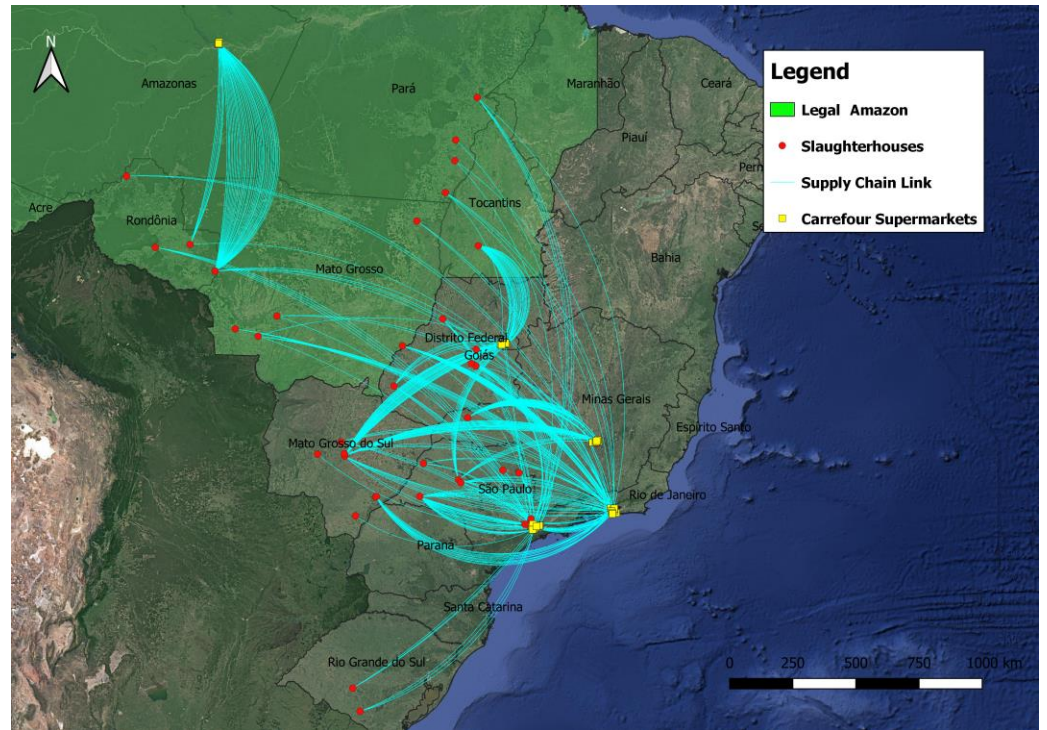 N
Amazonas
Pará
Maranhão
Ceará
Piauí
Pern
Acre
Rondônia
Tocantins
Mato Grosso
Bahia
Se
Distrito Federal
Goiás
Minas Gerais
Espírito Santo
Mato Grosso do Sul
São Paulo
Rio de Janeiro
Paraná
Santa Catarina
Rio Grande do Sul
Legend
Legal Amazon
Slaughterhouses
Supply Chain Link
Carrefour Supermarkets
0 250 500 750 1000 km